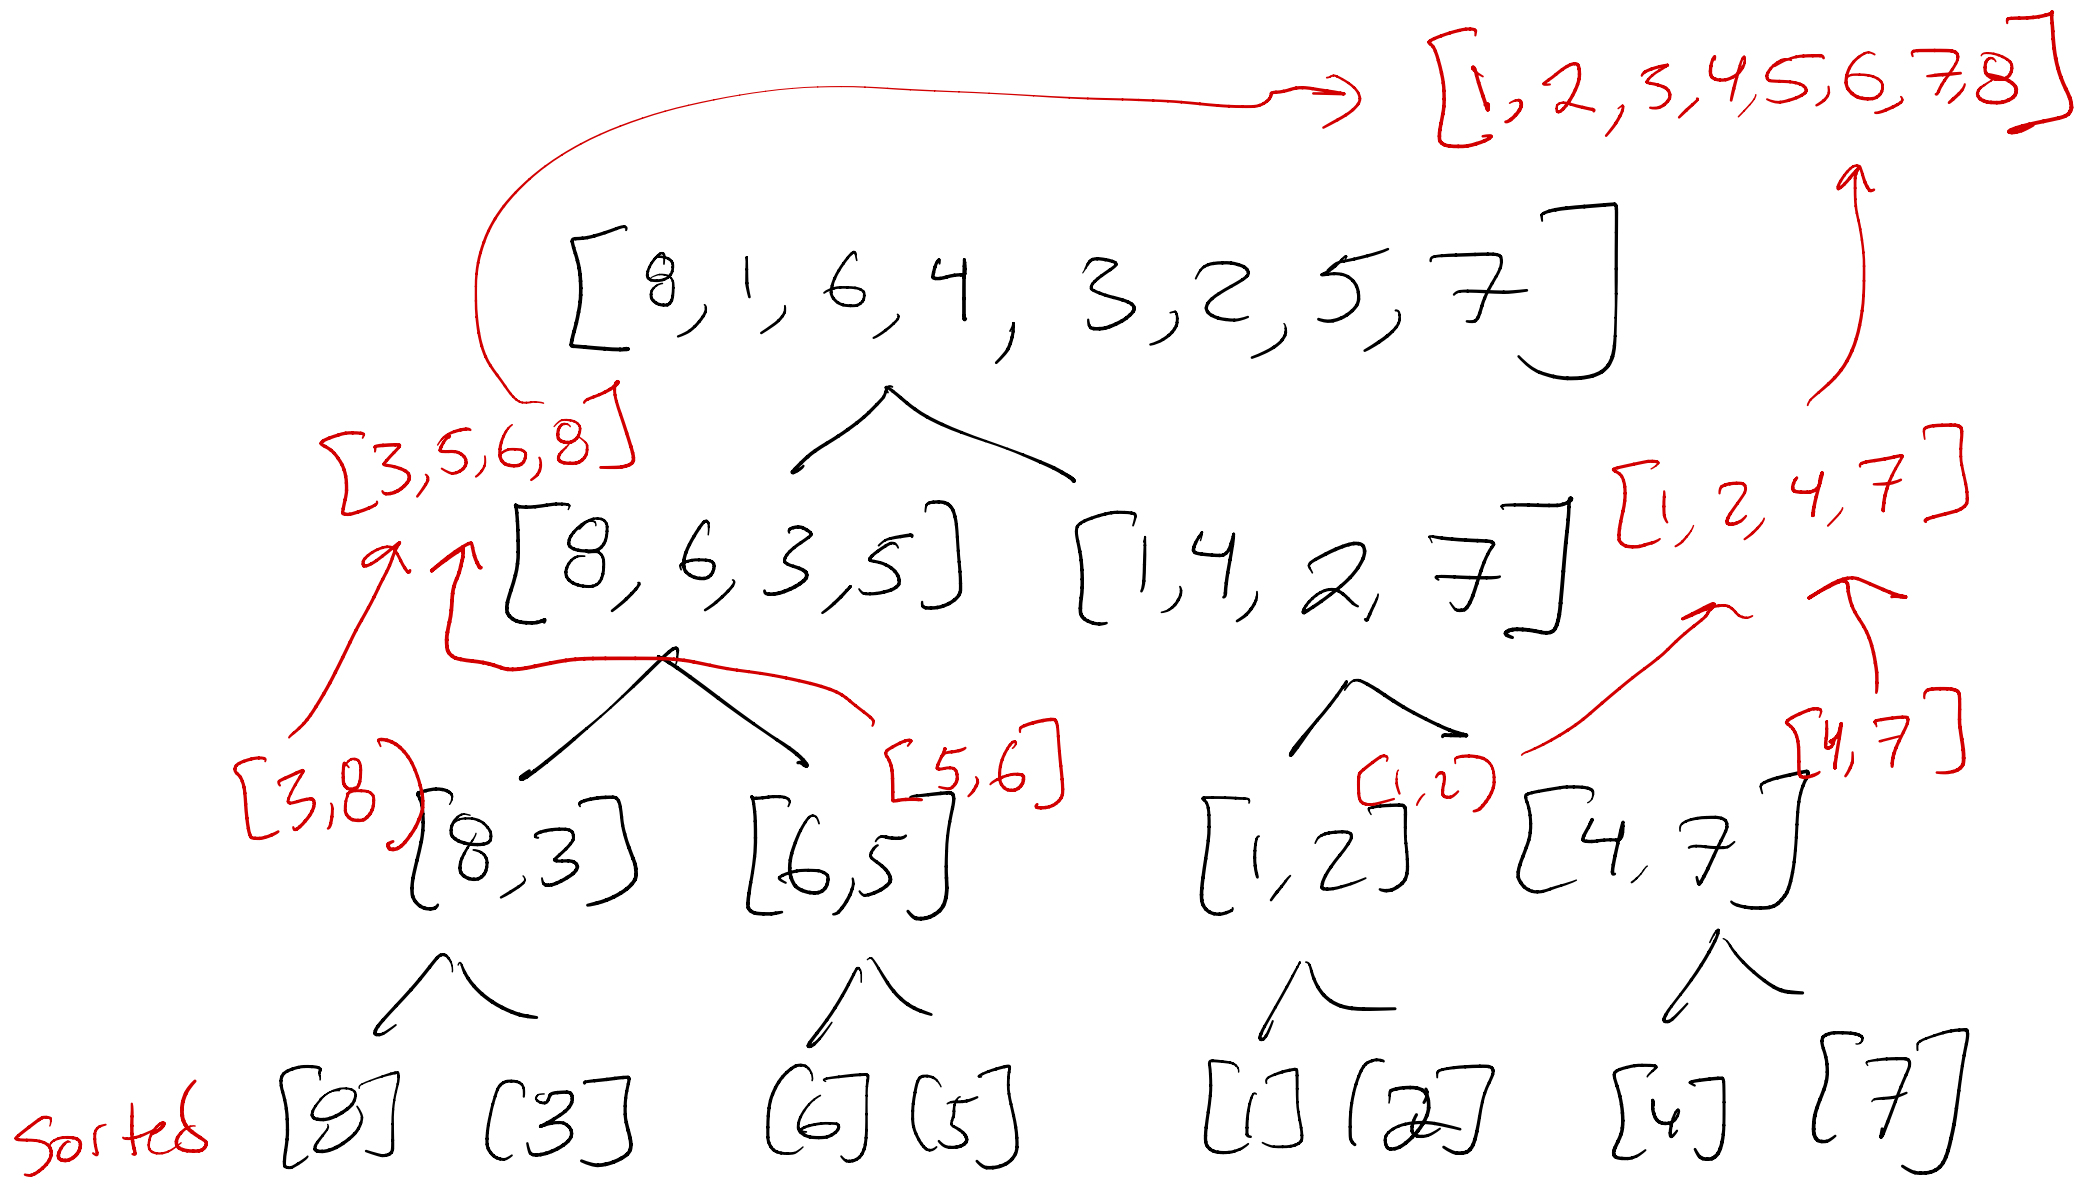 [1, 2, 3, 4, 5, 6, 7, 8]
[8, 1, 6, 4, 3, 2, 5, 7]
[3, 5, 6, 8]
[1, 2, 4, 7]
[8, 6, 3, 5] [1, 4, 2, 7]
[3, 8) [5, 6] [1, 2] [4, 7]
[8, 3] [6, 5] [1, 2] [4, 7]
sorted [8] [3] [6] [5] [1] [2] [4] [7]